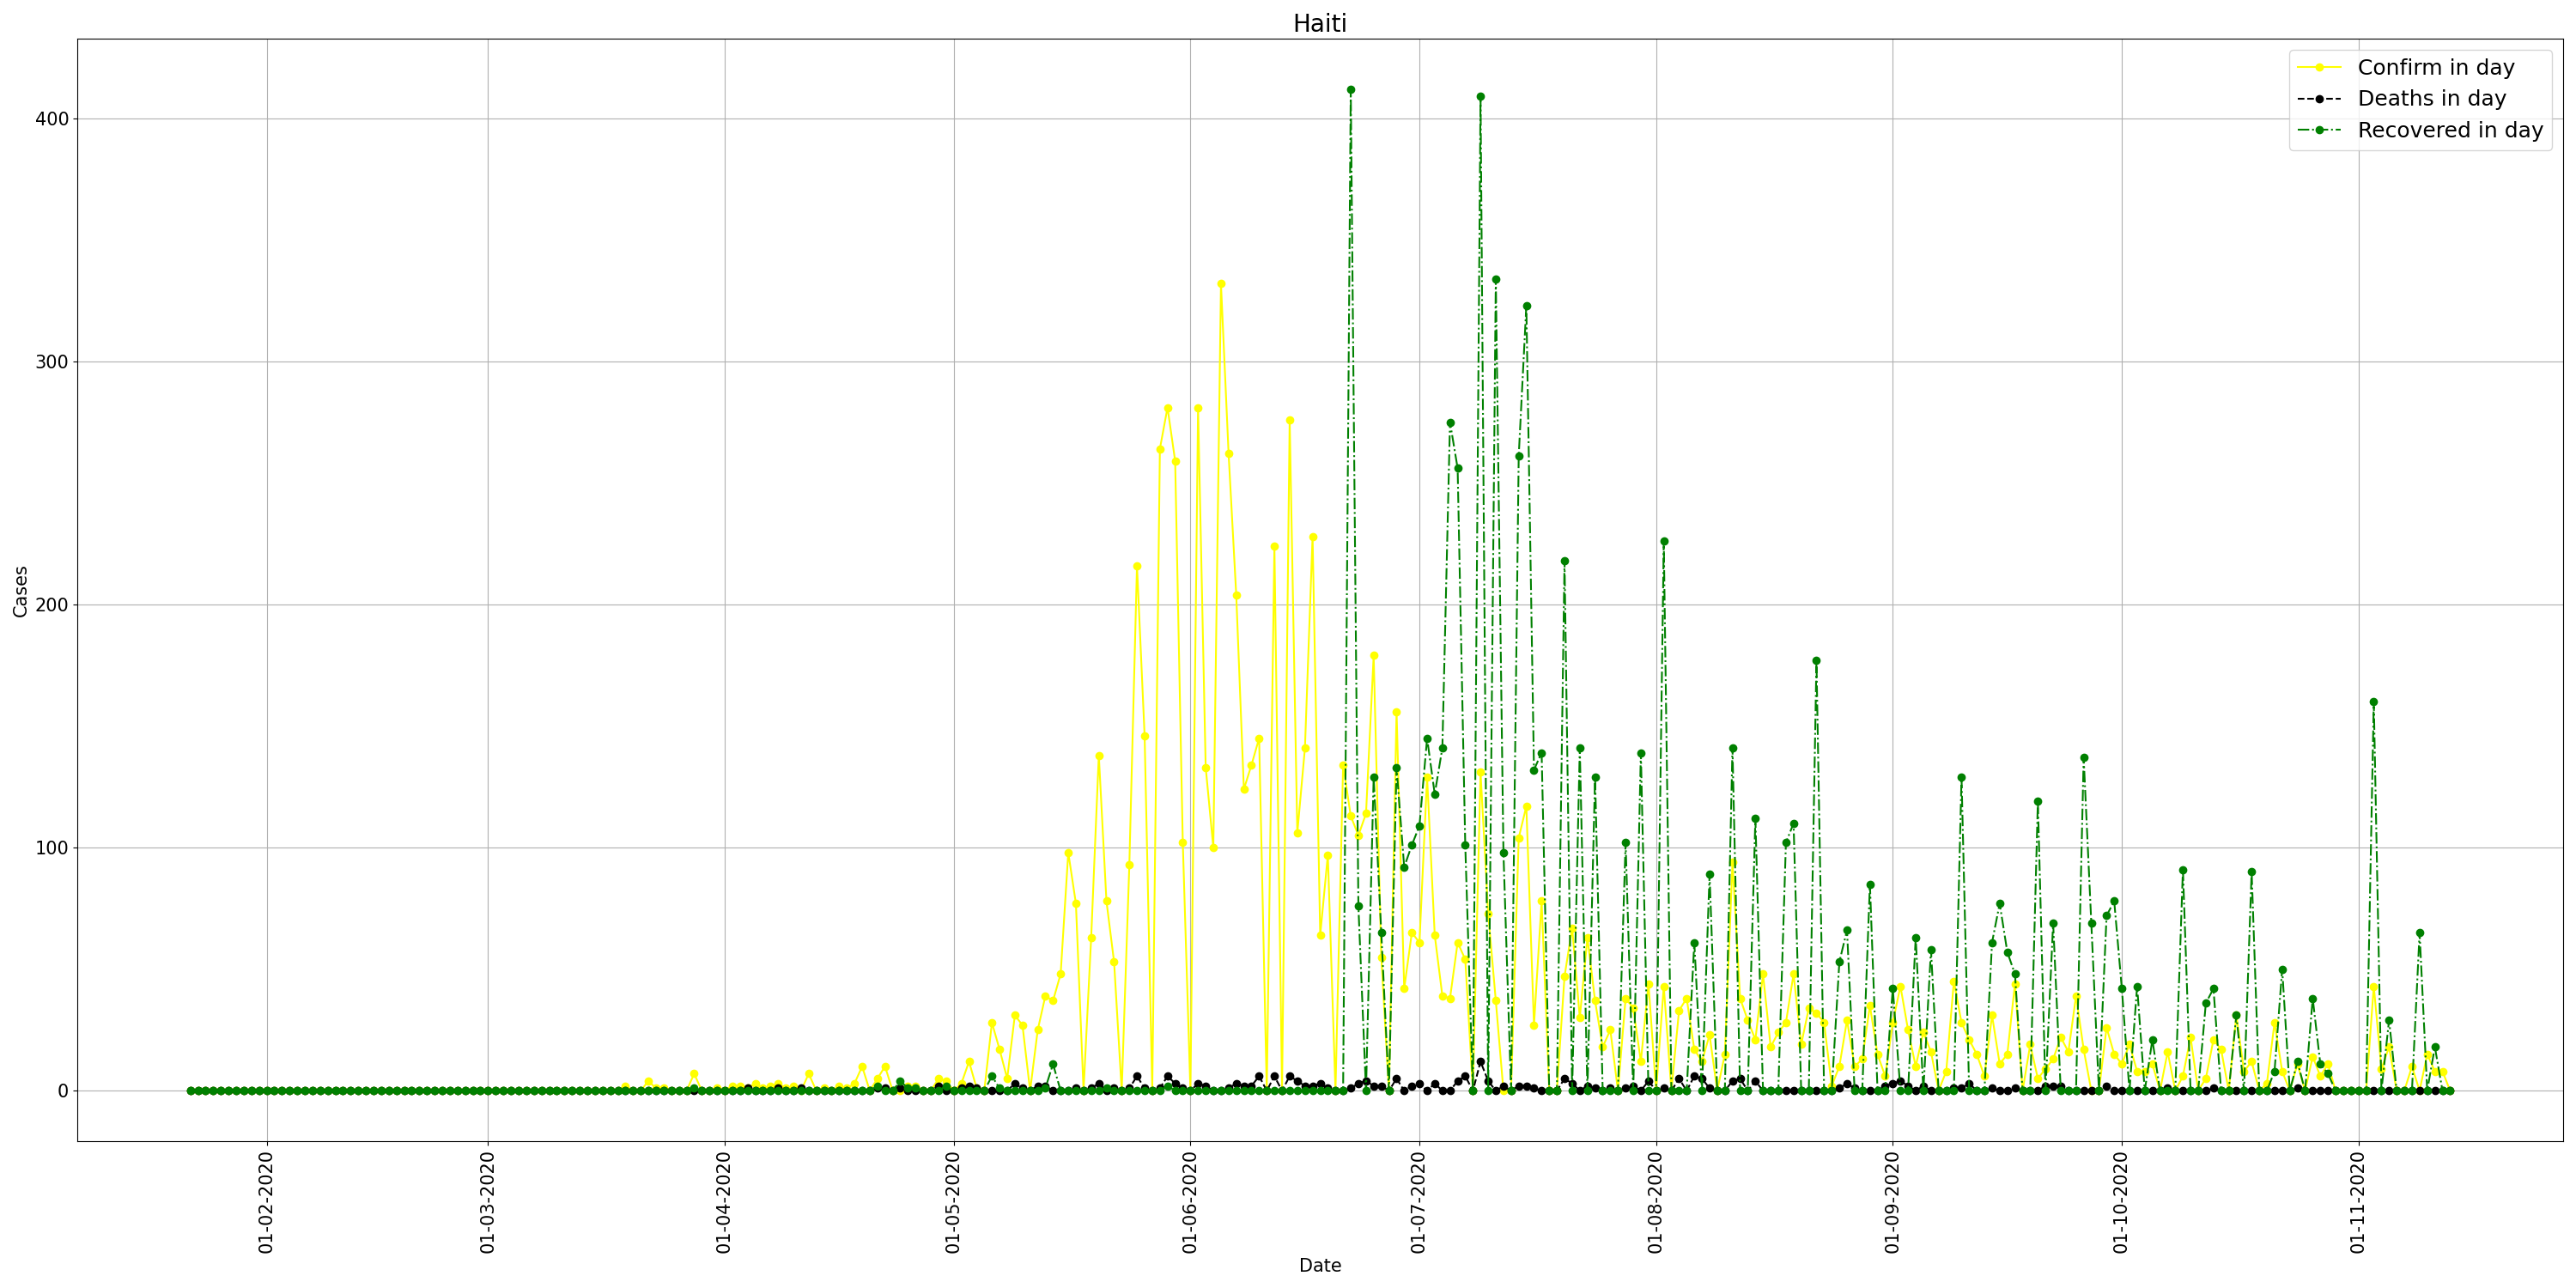 Haiti
Confirm in day
Deaths in day
Recovered in day
Cases
400
300
200
100
0
01-02-2020
01-03-2020
01-04-2020
01-05-2020
01-06-2020
01-07-2020
01-08-2020
01-09-2020
01-10-2020
01-11-2020
Date